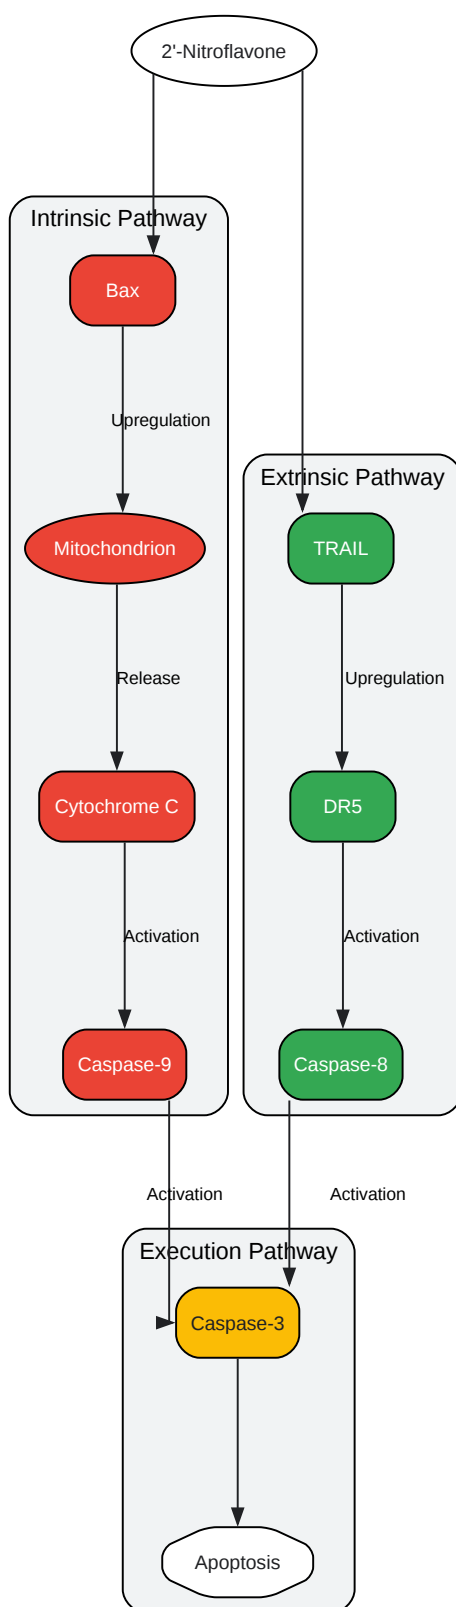 2'-Nitroflavone
Intrinsic Pathway
Bax
Upregulation
Mitochondrion
Release
Cytochrome C
Activation
Caspase-9
Activation
Extrinsic Pathway
TRAIL
Upregulation
DR5
Activation
Caspase-8
Activation
Execution Pathway
Caspase-3
Apoptosis